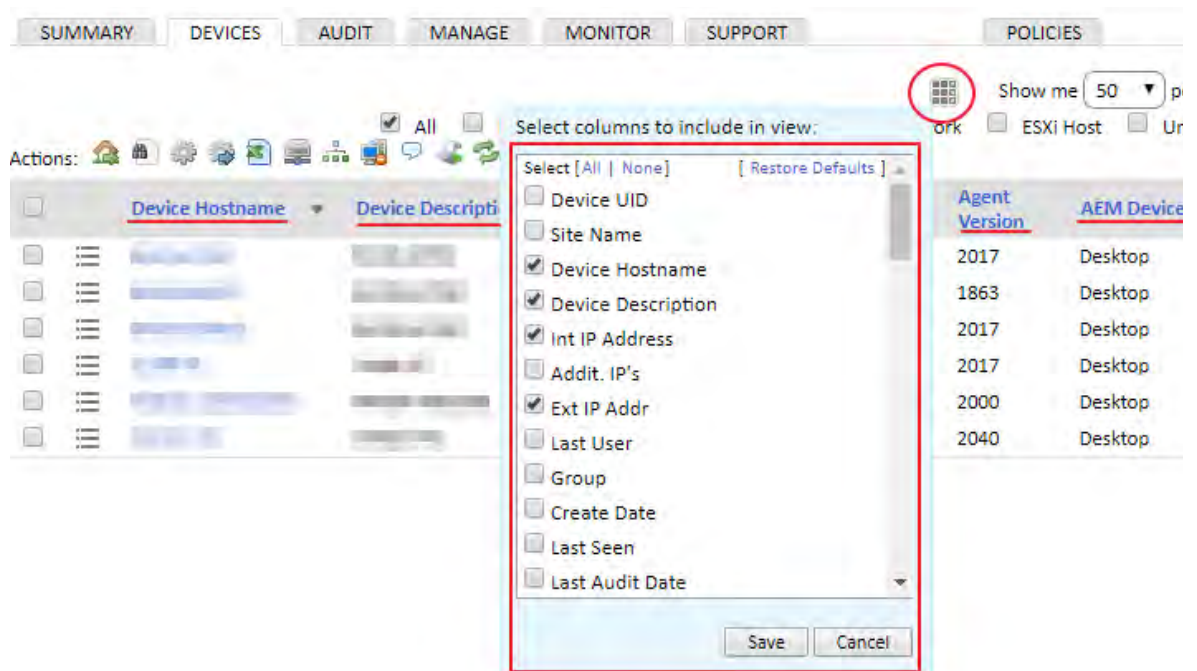 SUMMARY DEVICES AUDIT MANAGE MONITOR SUPPORT POLICIES
Show me 50
All ork ESXi Host
Actions:
Select columns to include in view:
Select [All | None] [ Restore Defaults ]
Device Hostname Device Descripti Agent Version AEM Device
Device UID
Site Name
Device Hostname
Device Description
Int IP Address
Addit. IP's
Ext IP Addr
Last User
Group
Create Date
Last Seen
Last Audit Date
Save Cancel
2017 Desktop
1863 Desktop
2017 Desktop
2017 Desktop
2000 Desktop
2040 Desktop